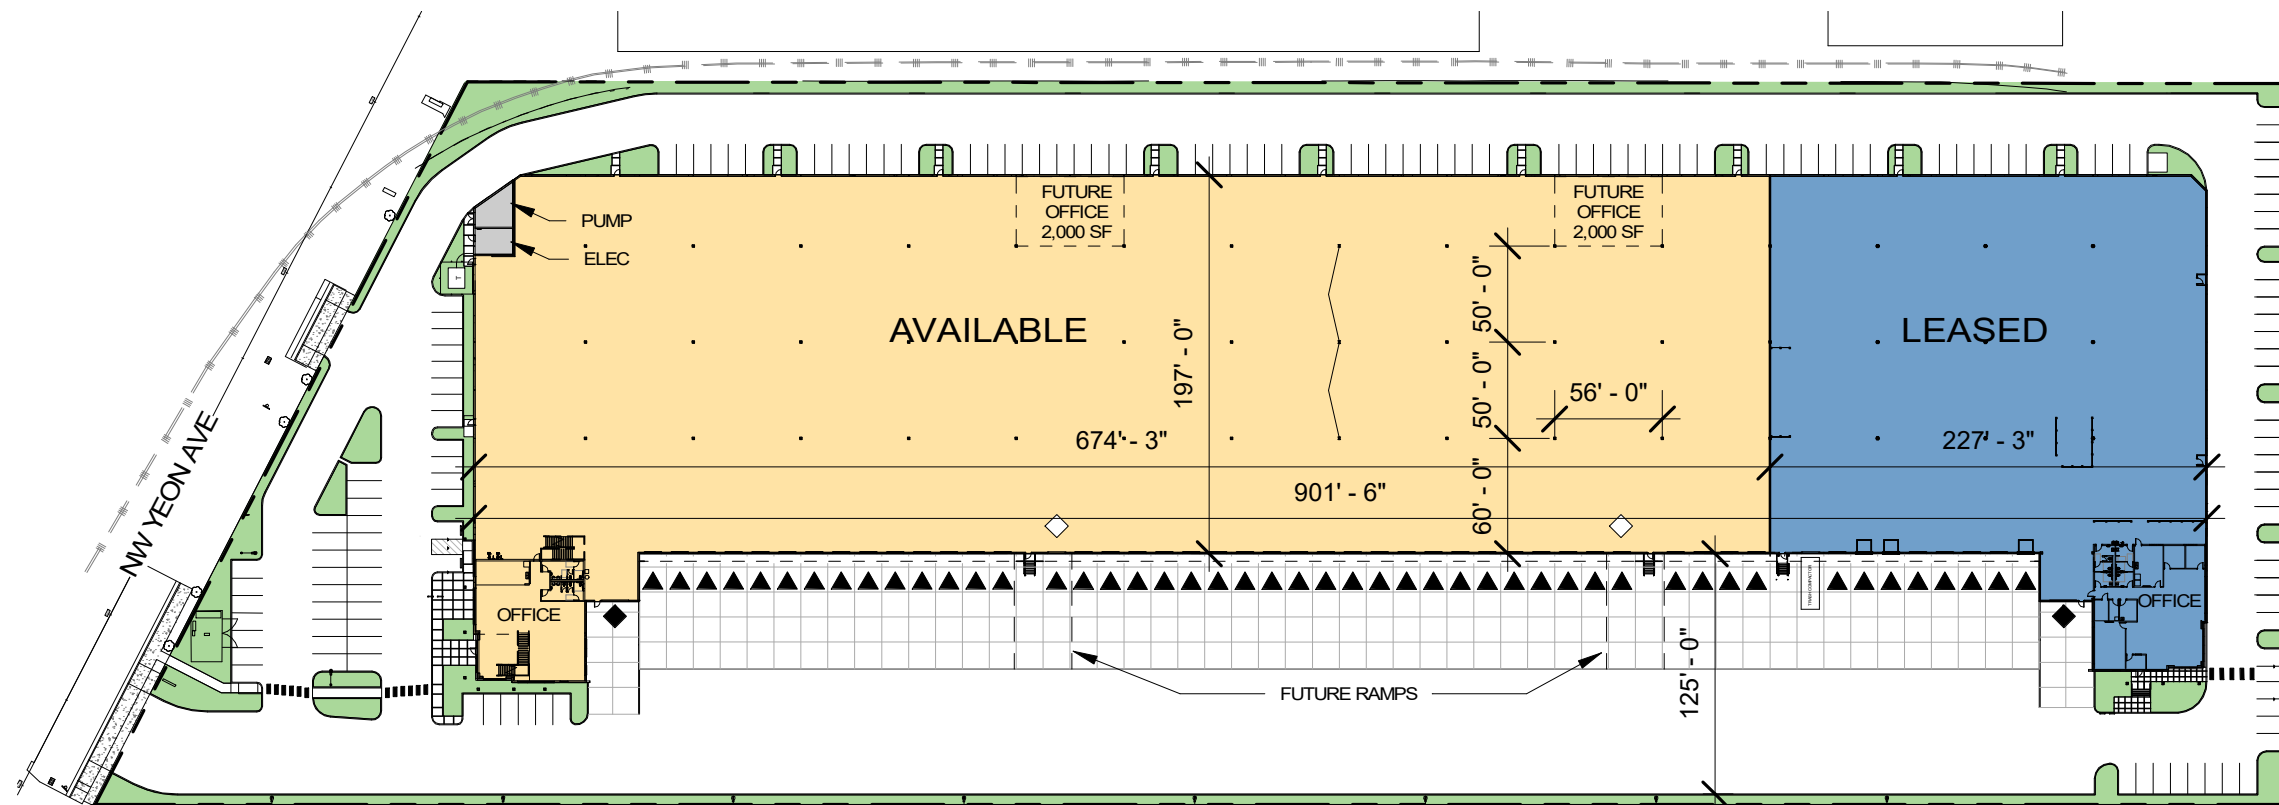 FUTURE
OFFICE
2,000 SF
FUTURE
OFFICE
2,000 SF
PUMP
ELEC
T
AVAILABLE
LEASED
197' - 0"
50' - 0"
50' - 0"
60' - 0"
56' - 0"
674' - 3"
227' - 3"
901' - 6"
NW YEON AVE
OFFICE
OFFICE
TRASH COMPACTOR
FUTURE RAMPS
125' - 0"